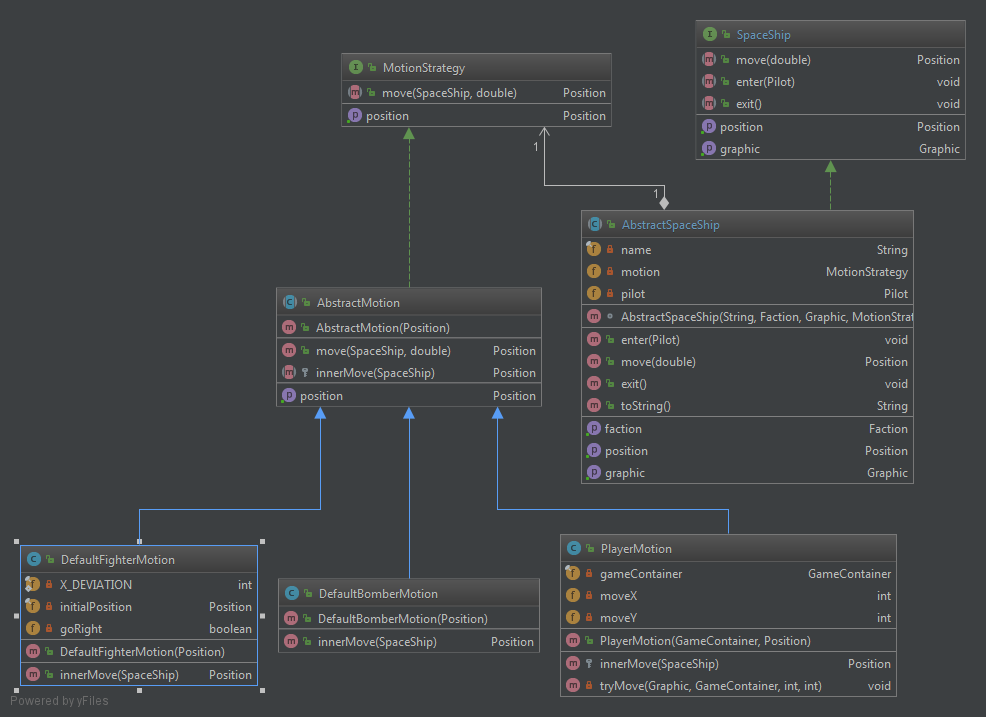 SpaceShip
move(double) Position
enter(Pilot) void
exit() void
position Position
graphic Graphic
MotionStrategy
move(SpaceShip, double) Position
position Position
1
1
AbstractSpaceShip
name String
motion MotionStrategy
pilot Pilot
AbstractSpaceShip(String, Faction, Graphic, MotionStrat
enter(Pilot) void
move(double) Position
exit() void
toString() String
faction Faction
position Position
graphic Graphic
AbstractMotion
AbstractMotion(Position)
move(SpaceShip, double) Position
innerMove(SpaceShip) Position
position Position
DefaultFighterMotion
X_DEVIATION int
initialPosition Position
goRight boolean
DefaultFighterMotion(Position)
innerMove(SpaceShip) Position
DefaultBomberMotion
DefaultBomberMotion(Position)
innerMove(SpaceShip) Position
PlayerMotion
gameContainer GameContainer
moveX int
moveY int
PlayerMotion(GameContainer, Position)
innerMove(SpaceShip) Position
tryMove(Graphic, GameContainer, int, int) void
Powered by yFiles